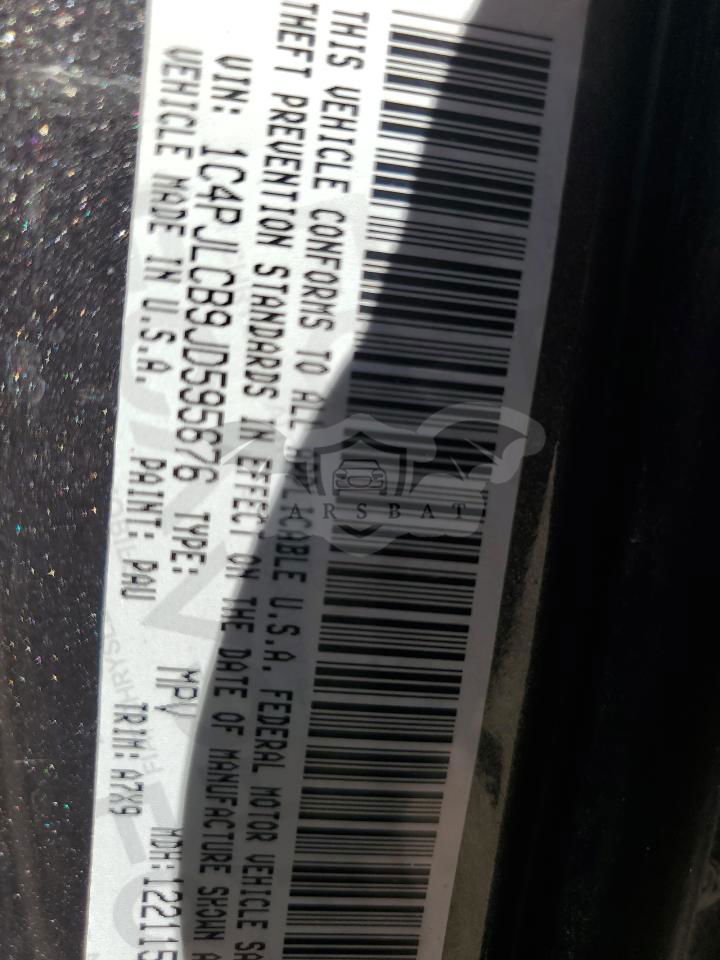 THIS VEHICLE CONFORMS TO ALL APPLICABLE U.S.A. FEDERAL MOTOR VEHICLE SA
THEFT PREVENTION STANDARDS IN EFFECT ON THE DATE OF MANUFACTURE SHOWN A
VIN: 1C4PJLCB9JD595676 TYPE: MPV
VEHICLE MADE IN U.S.A. PAINT: PAU TRIM: A7X9 MDH: 122115
CARSBAT